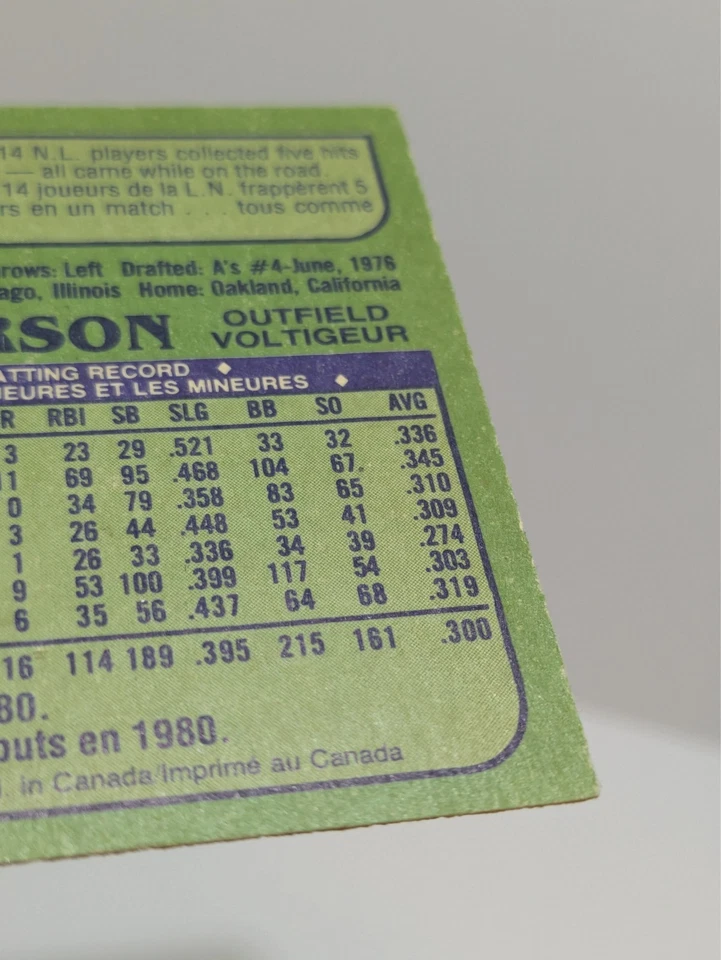 14 N.L. players collected five hits
— all came while on the road.
14 joueurs de la L.N. frappèrent 5
rs en un match . . . tous comme
rows: Left Drafted: A's #4-June, 1976
ago, Illinois Home: Oakland, California
RSON OUTFIELD
VOLTIGEUR
ATTING RECORD
JEURES ET LES MINEURES
R RBI SB SLG BB SO AVG
3 23 29 .521 33 32 .336
11 69 95 .468 104 67. .345
0 34 79 .358 83 65 .310
3 26 44 .448 53 41 .309
1 26 33 .336 34 39 .274
9 53 100 .399 117 54 .303
6 35 56 .437 64 68 .319
16 114 189 .395 215 161 .300
80.
outs en 1980.
. in Canada/Imprimé au Canada